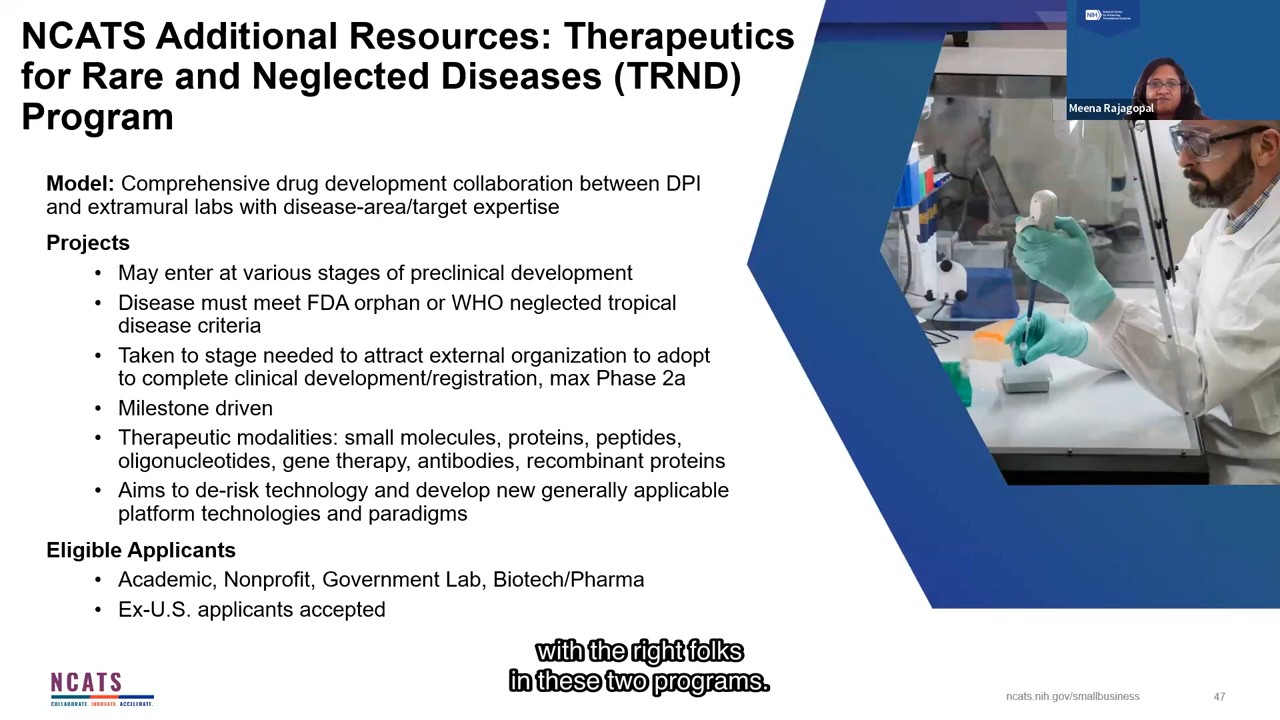 NCATS Additional Resources: Therapeutics
for Rare and Neglected Diseases (TRND)
Program
Model: Comprehensive drug development collaboration between DPI
and extramural labs with disease-area/target expertise
Projects
• May enter at various stages of preclinical development
• Disease must meet FDA orphan or WHO neglected tropical
disease criteria
• Taken to stage needed to attract external organization to adopt
to complete clinical development/registration, max Phase 2a
• Milestone driven
• Therapeutic modalities: small molecules, proteins, peptides,
oligonucleotides, gene therapy, antibodies, recombinant proteins
• Aims to de-risk technology and develop new generally applicable
platform technologies and paradigms
Eligible Applicants
• Academic, Nonprofit, Government Lab, Biotech/Pharma
• Ex-U.S. applicants accepted
NIH
Meena Rajagopal
with the right folks
in these two programs.
NCATS
COLLABORATE. INNOVATE. ACCELERATE.
ncats.nih.gov/smallbusiness
47